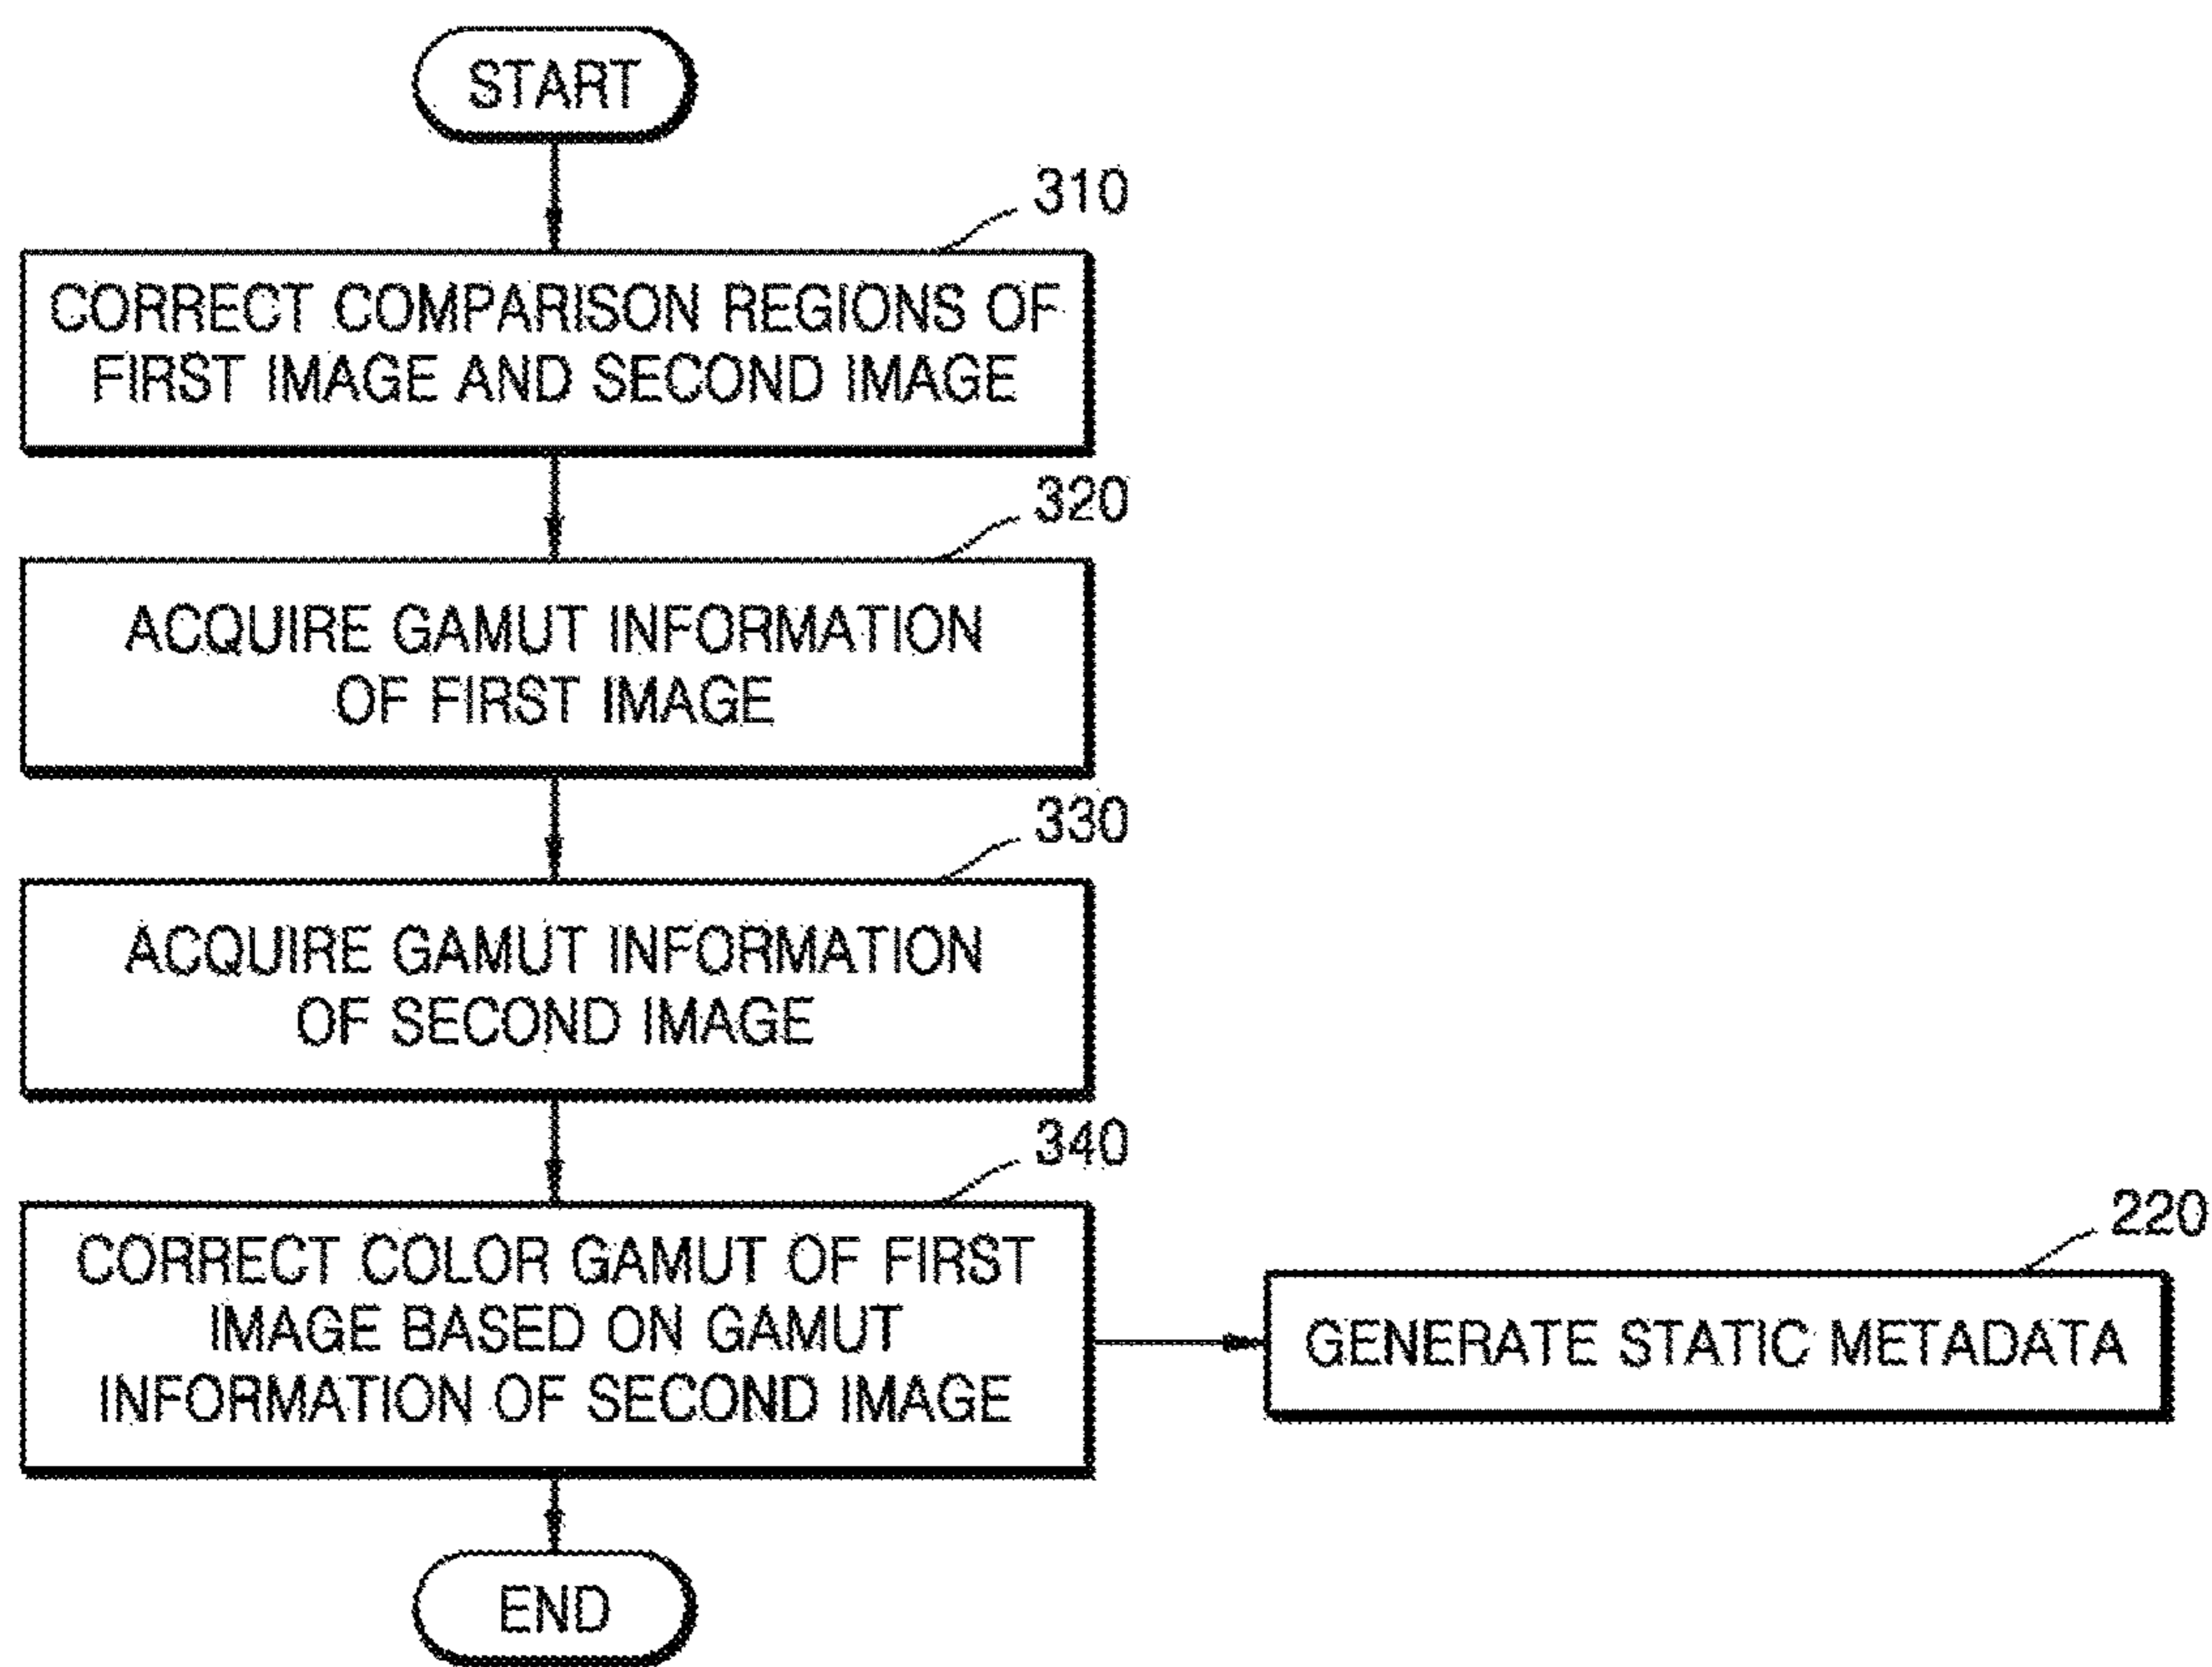 START
310
CORRECT COMPARISON REGIONS OF
FIRST IMAGE AND SECOND IMAGE
320
ACQUIRE GAMUT INFORMATION
OF FIRST IMAGE
330
ACQUIRE GAMUT INFORMATION
OF SECOND IMAGE
340
CORRECT COLOR GAMUT OF FIRST
IMAGE BASED ON GAMUT
INFORMATION OF SECOND IMAGE
220
GENERATE STATIC METADATA
END